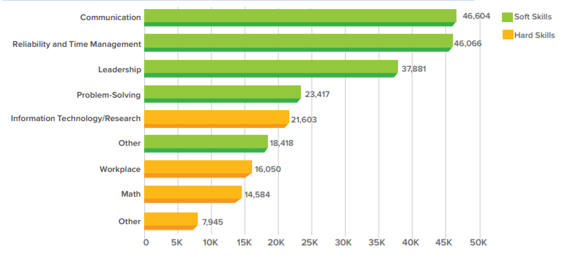 Communication 46,604
Soft Skills
Hard Skills
Reliability and Time Management 46,066
Leadership 37,881
Problem-Solving 23,417
Information Technology/Research 21,603
Other 18,418
Workplace 16,050
Math 14,584
Other 7,945
0 5K 10K 15K 20K 25K 30K 35K 40K 45K 50K